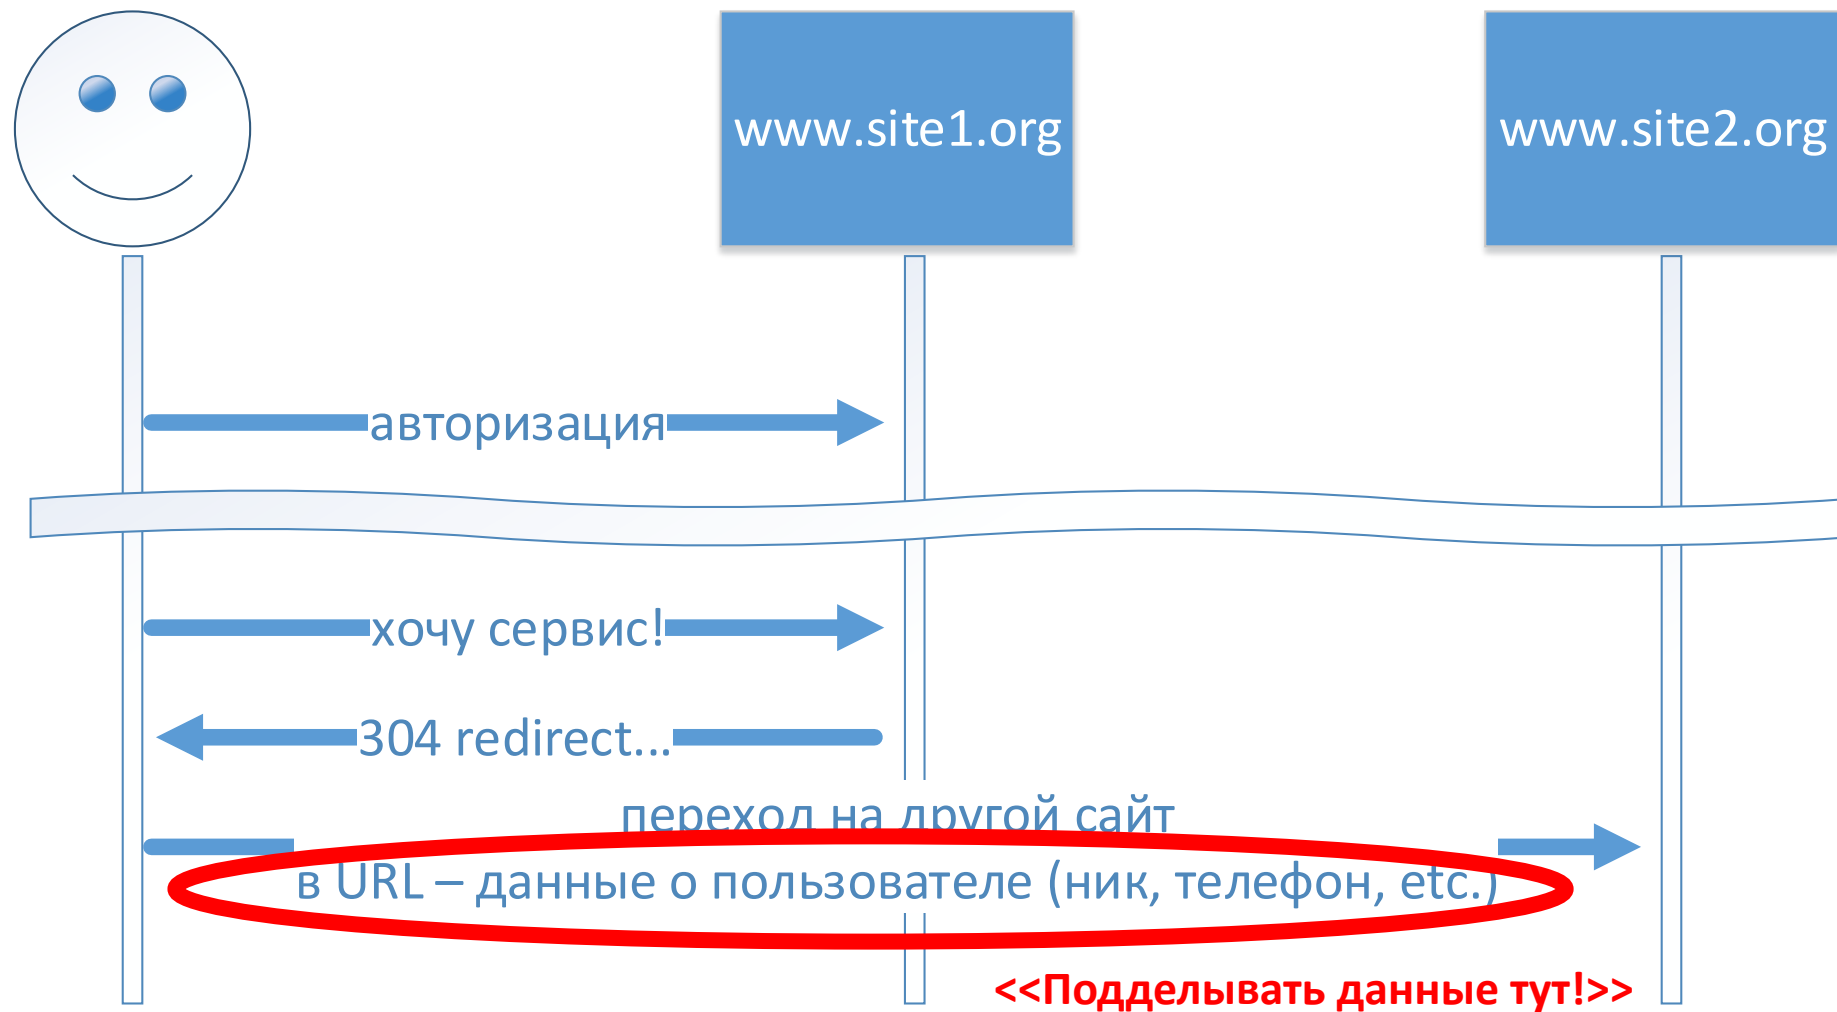 www.site1.org
www.site2.org
авторизация
хочу сервис!
304 redirect...
переход на другой сайт
в URL – данные о пользователе (ник, телефон, etc.)
<<Подделывать данные тут!>>